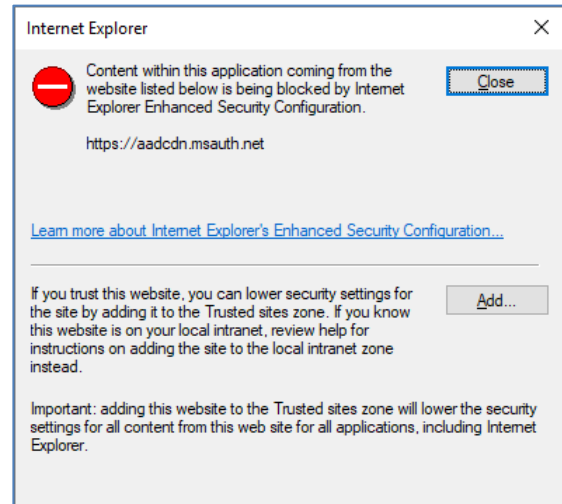 Internet Explorer
Content within this application coming from the
website listed below is being blocked by Internet
Explorer Enhanced Security Configuration.
Close
https://aadcdn.msauth.net
Learn more about Internet Explorer's Enhanced Security Configuration...
If you trust this website, you can lower security settings for
the site by adding it to the Trusted sites zone. If you know
this website is on your local intranet, review help for
instructions on adding the site to the local intranet zone
instead.
Add...
Important: adding this website to the Trusted sites zone will lower the security
settings for all content from this web site for all applications, including Internet
Explorer.